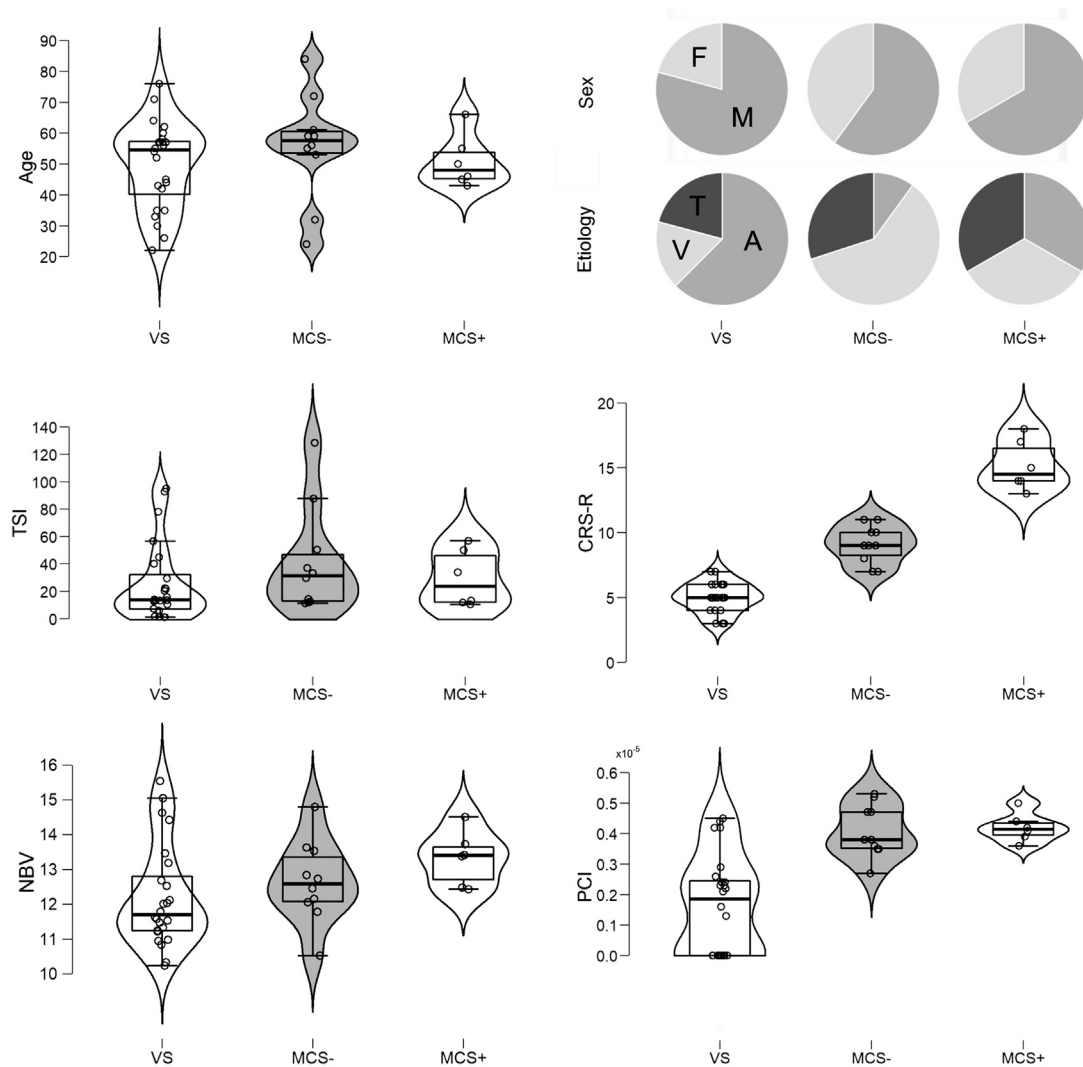 Age
90
80
70
60
50
40
30
20
VS
MCS-
MCS+
Sex
F
M
Etiology
T
V
A
VS
MCS-
MCS+
TSI
140
120
100
80
60
40
20
0
VS
MCS-
MCS+
CRS-R
20
15
10
5
0
VS
MCS-
MCS+
NBV
16
15
14
13
12
11
10
VS
MCS-
MCS+
PCI
x10^-5
0.6
0.5
0.4
0.3
0.2
0.1
0.0
VS
MCS-
MCS+